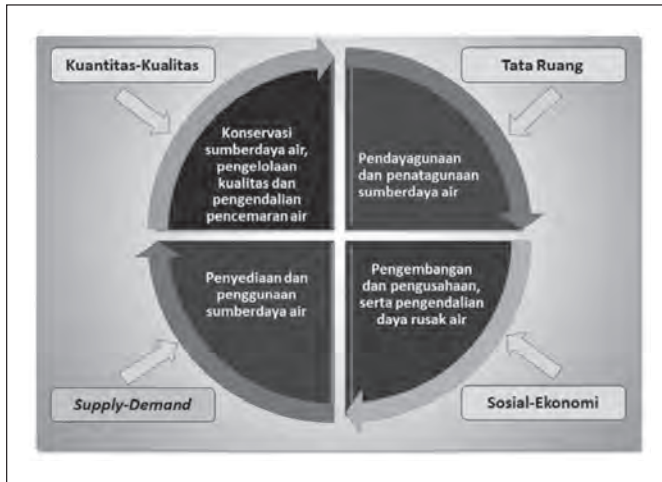 Kuantitas-Kualitas
Tata Ruang
Konservasi
sumberdaya air,
pengelolaan
kualitas dan
pengendalian
pencemaran air
Pendayagunaan
dan penatagunaan
sumberdaya air
Penyediaan dan
penggunaan
sumberdaya air
Pengembangan
dan pengusahaan,
serta pengendalian
daya rusak air
Supply-Demand
Sosial-Ekonomi